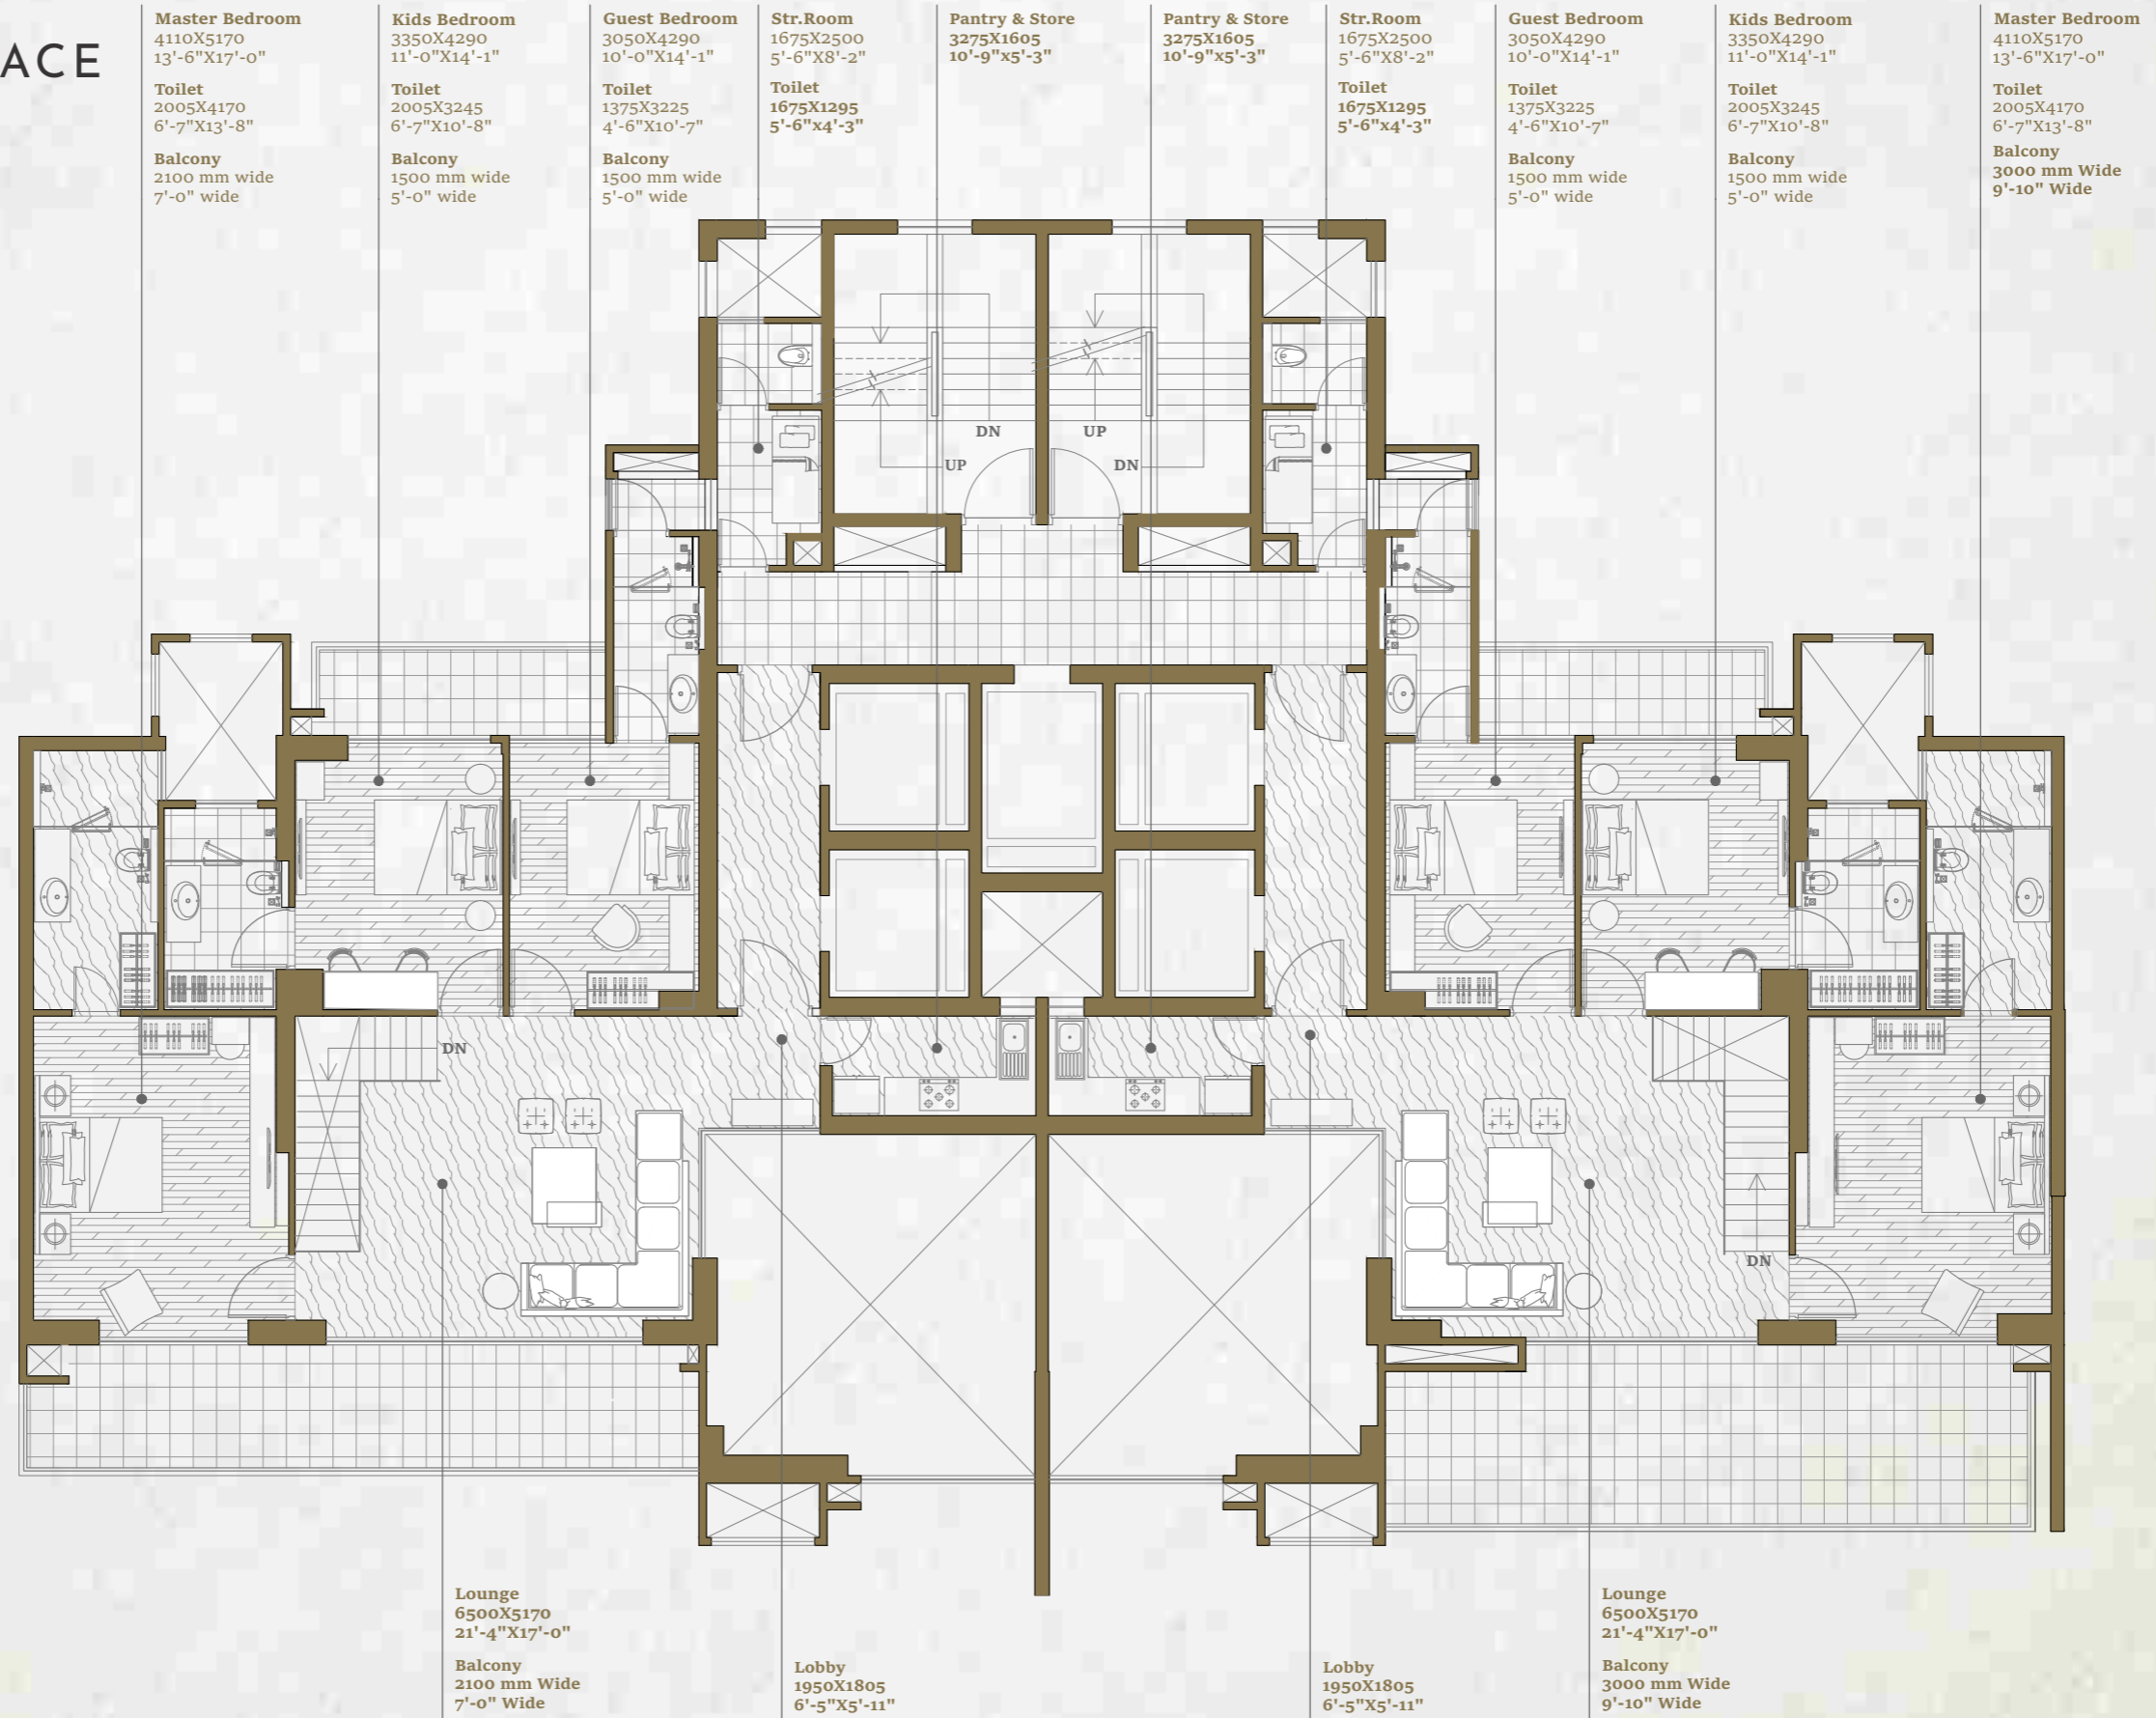 ACE
Master Bedroom
4110X5170
13'-6"X17'-0"
Toilet
2005X4170
6'-7"X13'-8"
Balcony
2100 mm wide
7'-0" wide
Kids Bedroom
3350X4290
11'-0"X14'-1"
Toilet
2005X3245
6'-7"X10'-8"
Balcony
1500 mm wide
5'-0" wide
Guest Bedroom
3050X4290
10'-0"X14'-1"
Toilet
1375X3225
4'-6"X10'-7"
Balcony
1500 mm wide
5'-0" wide
Str.Room
1675X2500
5'-6"X8'-2"
Toilet
1675X1295
5'-6"x4'-3"
Pantry & Store
3275X1605
10'-9"x5'-3"
Pantry & Store
3275X1605
10'-9"x5'-3"
Str.Room
1675X2500
5'-6"X8'-2"
Toilet
1675X1295
5'-6"x4'-3"
Guest Bedroom
3050X4290
10'-0"X14'-1"
Toilet
1375X3225
4'-6"X10'-7"
Balcony
1500 mm wide
5'-0" wide
Kids Bedroom
3350X4290
11'-0"X14'-1"
Toilet
2005X3245
6'-7"X10'-8"
Balcony
1500 mm wide
5'-0" wide
Master Bedroom
4110X5170
13'-6"X17'-0"
Toilet
2005X4170
6'-7"X13'-8"
Balcony
3000 mm Wide
9'-10" Wide
DN
UP
UP
DN
DN
DN
Lounge
6500X5170
21'-4"X17'-0"
Balcony
2100 mm Wide
7'-0" Wide
Lobby
1950X1805
6'-5"X5'-11"
Lobby
1950X1805
6'-5"X5'-11"
Lounge
6500X5170
21'-4"X17'-0"
Balcony
3000 mm Wide
9'-10" Wide